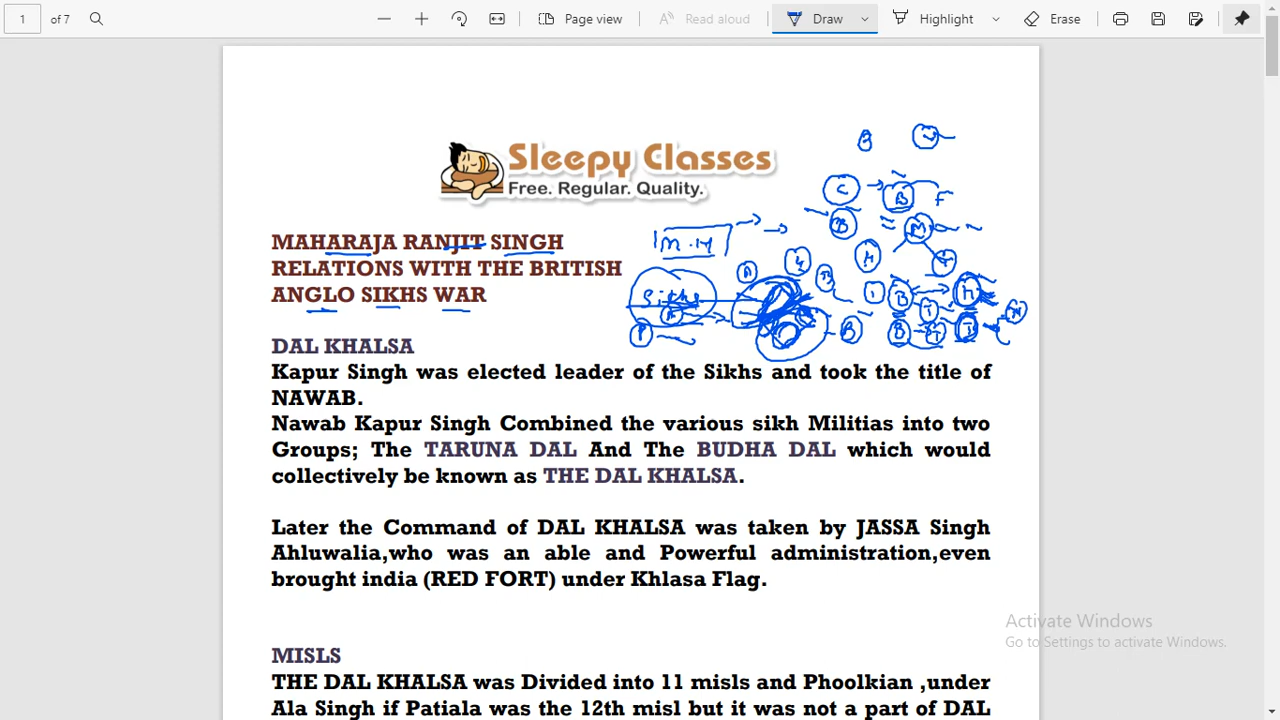 1
of 7
Page view
Read aloud
Draw
Highlight
Erase
Sleepy Classes
Free. Regular. Quality.
MAHARAJA RANJIT SINGH
RELATIONS WITH THE BRITISH
ANGLO SIKHS WAR
DAL KHALSA
Kapur Singh was elected leader of the Sikhs and took the title of
NAWAB.
Nawab Kapur Singh Combined the various sikh Militias into two
Groups; The TARUNA DAL And The BUDHA DAL which would
collectively be known as THE DAL KHALSA.
Later the Command of DAL KHALSA was taken by JASSA Singh
Ahluwalia,who was an able and Powerful administration,even
brought india (RED FORT) under Khlasa Flag.
Activate Windows
Go to Settings to activate Windows.
MISLS
THE DAL KHALSA was Divided into 11 misls and Phoolkian ,under
Ala Singh if Patiala was the 12th misl but it was not a part of DAL